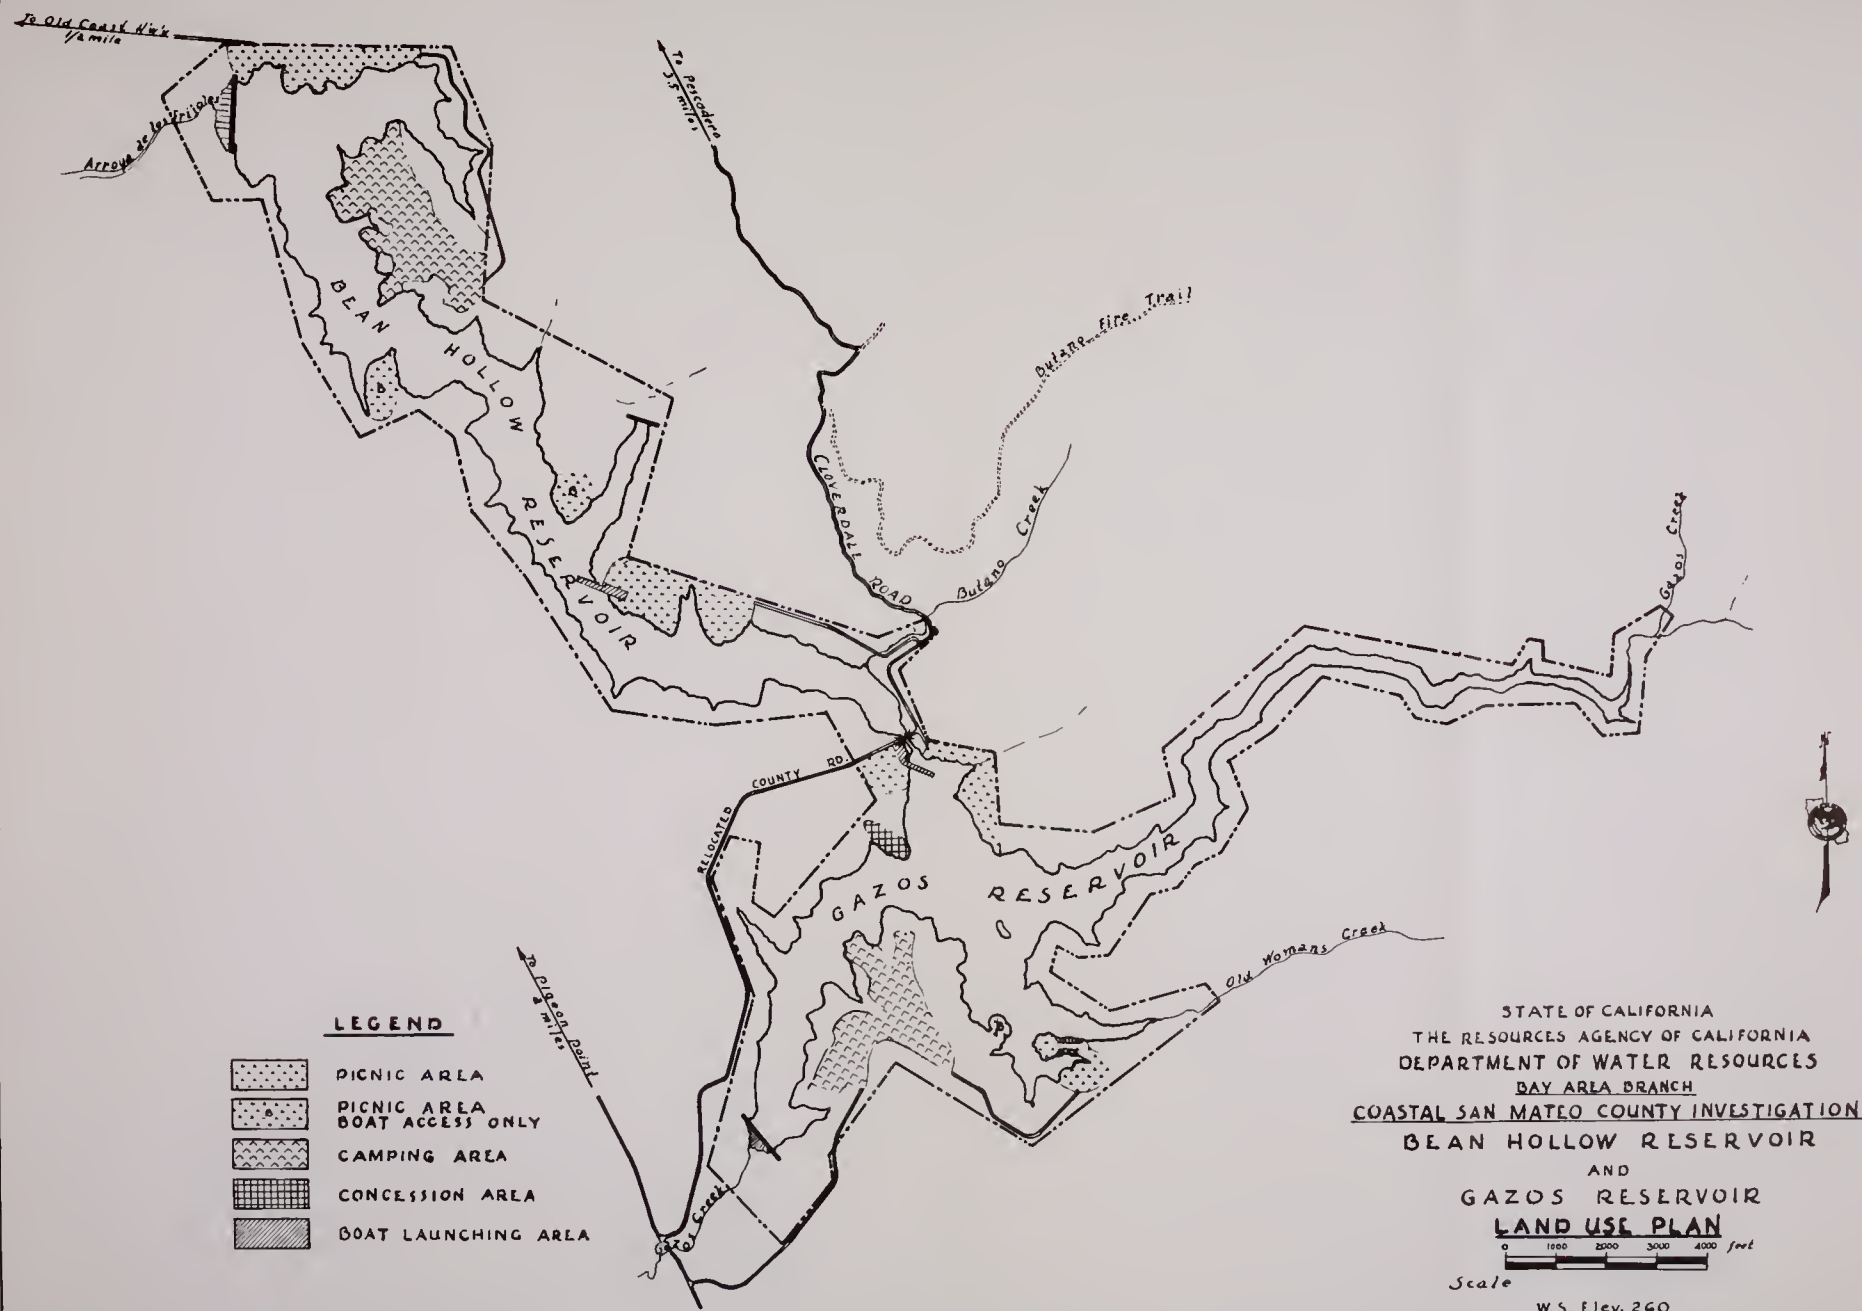 To Old Coast Hw'y
1/2 mile
To Pescadero
3.5 miles
Arroyo de los Frijoles
BEAN HOLLOW RESERVOIR
B
B
Butano Fire Trail
CLOVERDALL ROAD
Butano Creek
Gazos Creek
RELOCATED COUNTY RD.
GAZOS RESERVOIR
Old Womans Creek
To Pigeon Point
2 miles
Gazos Creek
N
LEGEND
PICNIC AREA
B
PICNIC AREA
BOAT ACCESS ONLY
CAMPING AREA
CONCESSION AREA
BOAT LAUNCHING AREA
STATE OF CALIFORNIA
THE RESOURCES AGENCY OF CALIFORNIA
DEPARTMENT OF WATER RESOURCES
BAY AREA BRANCH
COASTAL SAN MATEO COUNTY INVESTIGATION
BEAN HOLLOW RESERVOIR
AND
GAZOS RESERVOIR
LAND USE PLAN
0 1000 2000 3000 4000 feet
Scale
W.S. Elev. 260